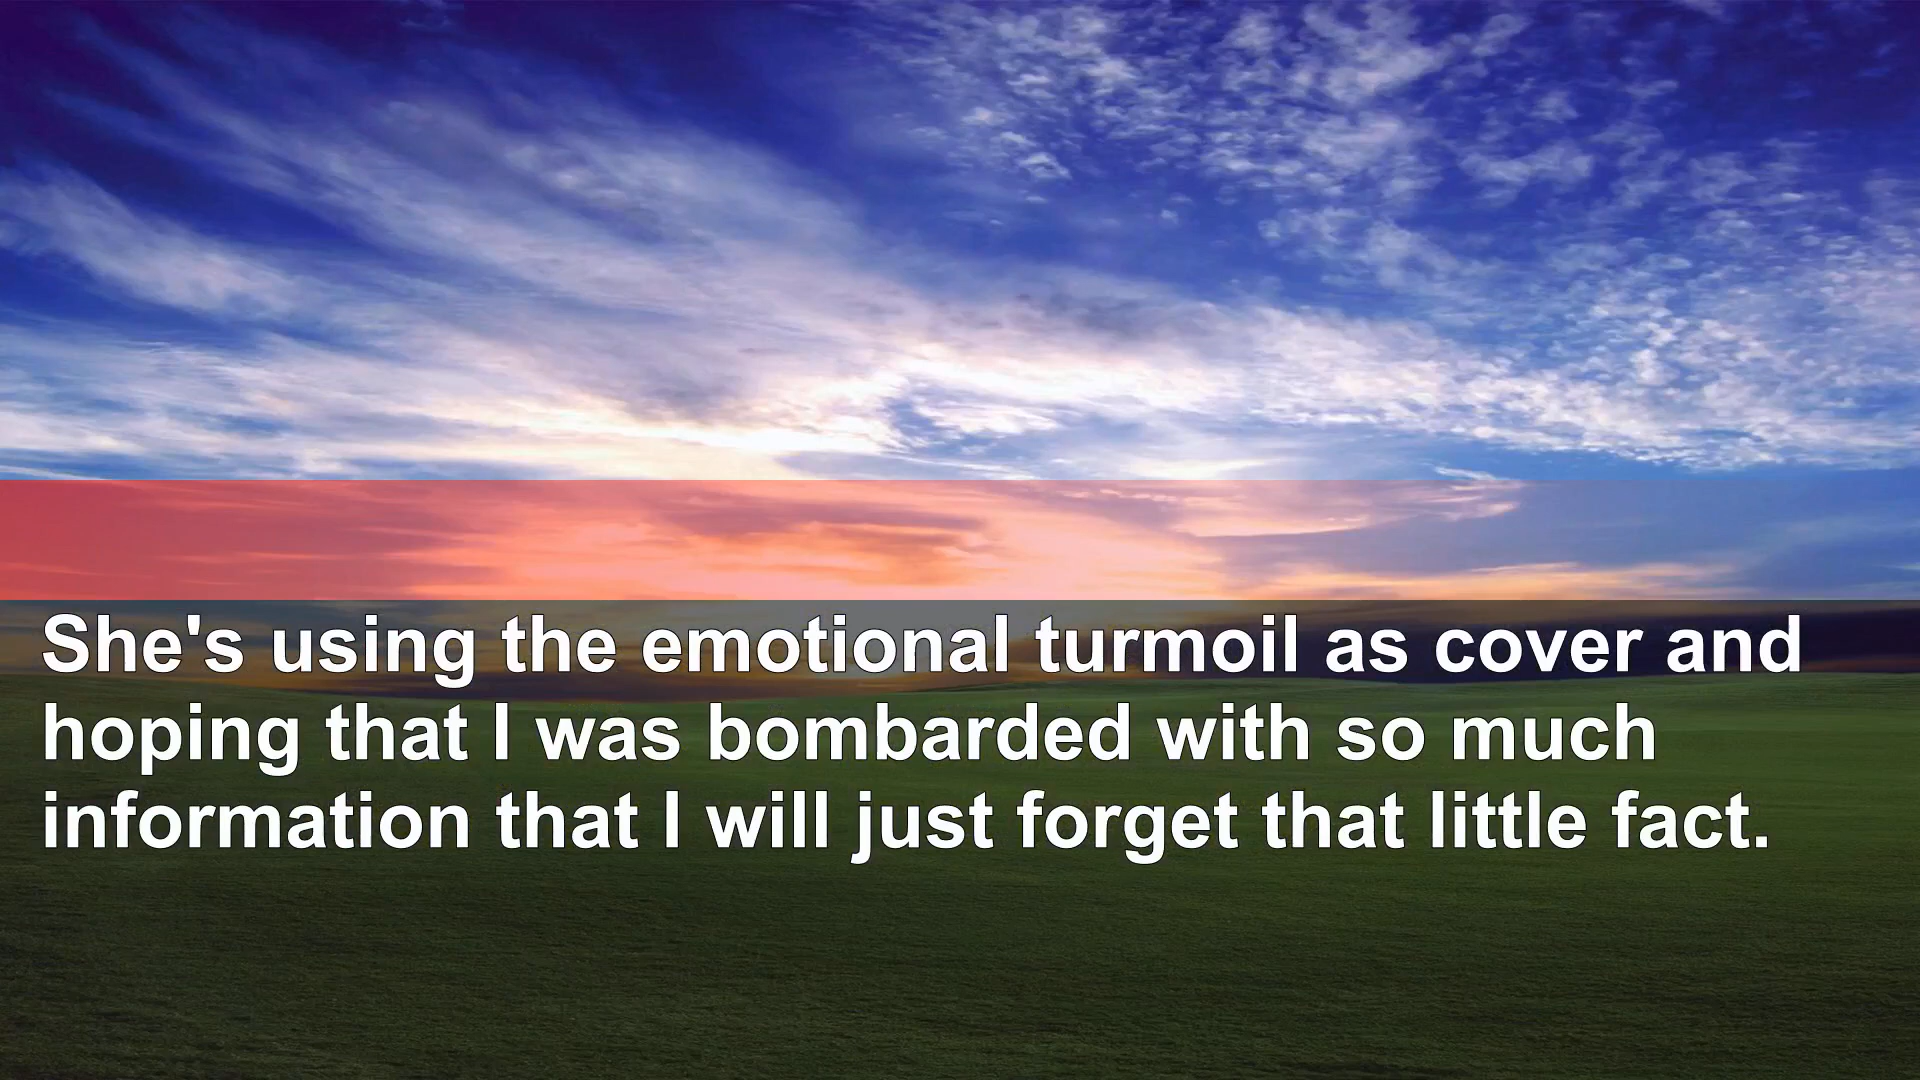 She's using the emotional turmoil as cover and
hoping that I was bombarded with so much
information that I will just forget that little fact.